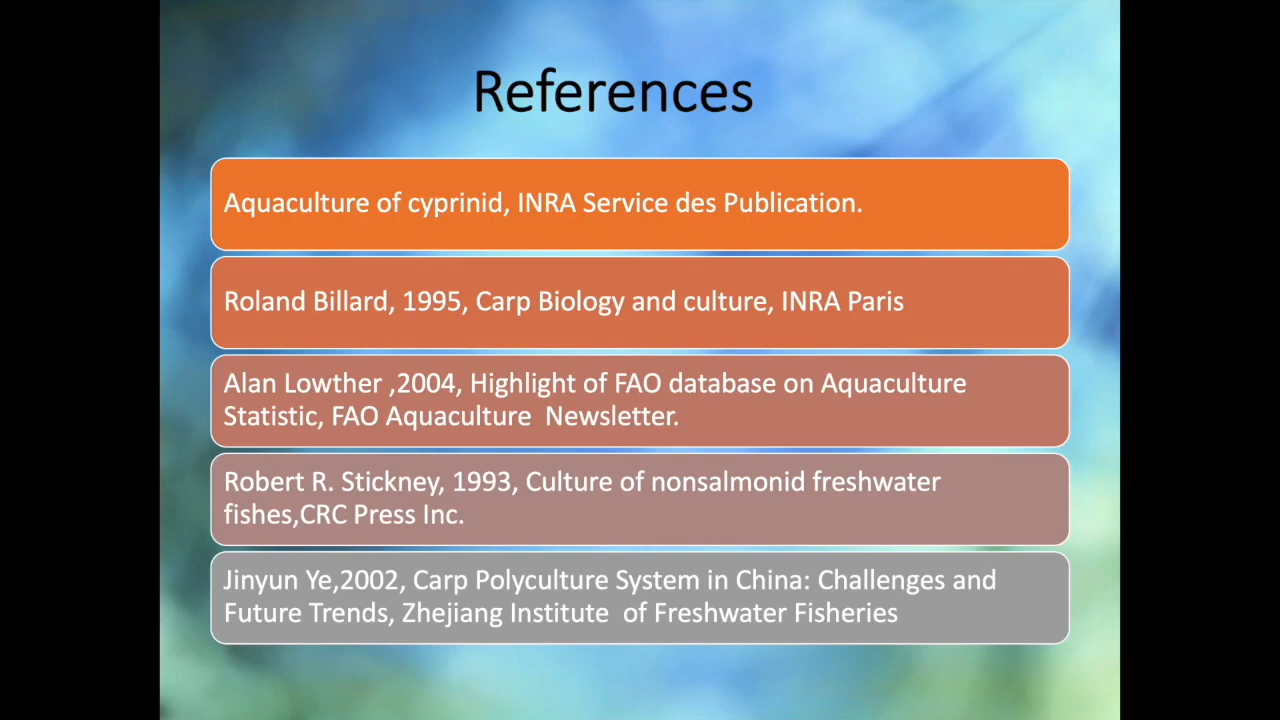 References
Aquaculture of cyprinid, INRA Service des Publication.
Roland Billard, 1995, Carp Biology and culture, INRA Paris
Alan Lowther ,2004, Highlight of FAO database on Aquaculture
Statistic, FAO Aquaculture  Newsletter.
Robert R. Stickney, 1993, Culture of nonsalmonid freshwater
fishes,CRC Press Inc.
Jinyun Ye,2002, Carp Polyculture System in China: Challenges and
Future Trends, Zhejiang Institute  of Freshwater Fisheries